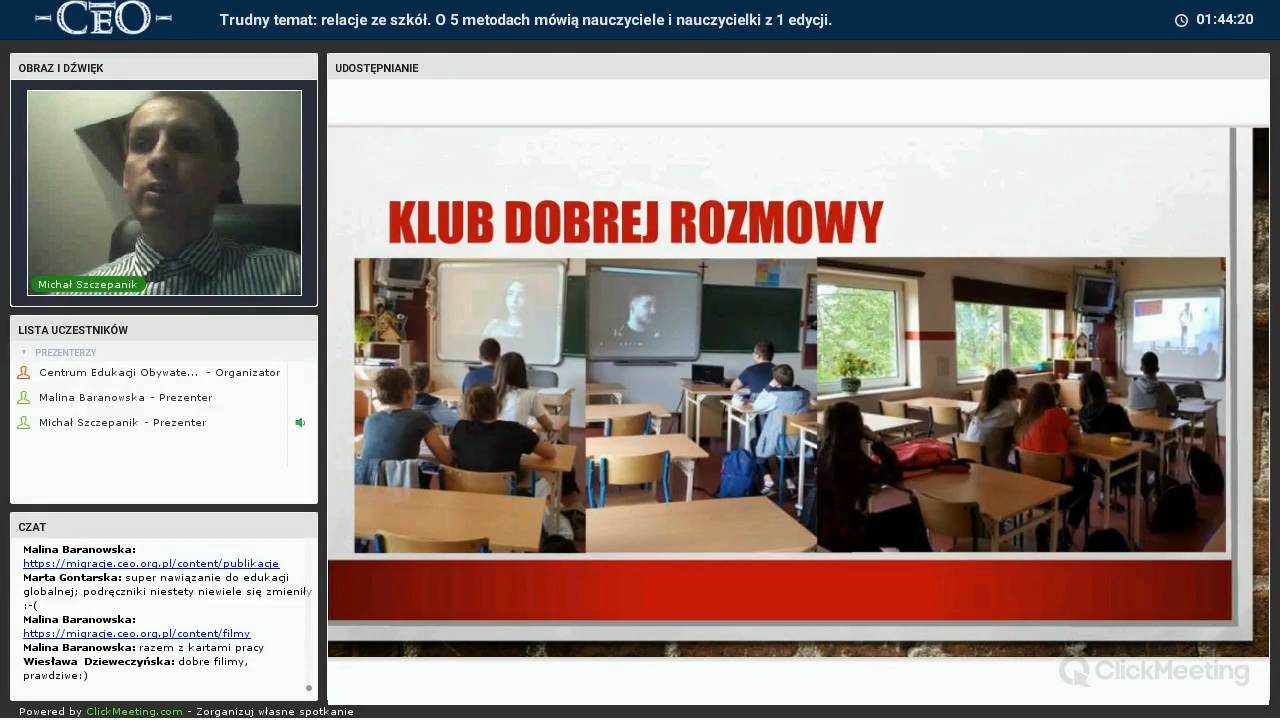 CEO
Trudny temat: relacje ze szkół. O 5 metodach mówią nauczyciele i nauczycielki z 1 edycji.
01:44:20
OBRAZ I DŹWIĘK
Michał Szczepanik
LISTA UCZESTNIKÓW
PREZENTERZY
Centrum Edukacji Obywate... - Organizator
Malina Baranowska - Prezenter
Michał Szczepanik - Prezenter
CZAT
Malina Baranowska:
https://migracje.ceo.org.pl/content/publikacje
Marta Gontarska: super nawiązanie do edukacji
globalnej; podręczniki niestety niewiele się zmieniły
:-(
Malina Baranowska:
https://migracje.ceo.org.pl/content/filmy
Malina Baranowska: razem z kartami pracy
Wiesława Dzieweczyńska: dobre filimy,
prawdziwe:)
UDOSTĘPNIANIE
KLUB DOBREJ ROZMOWY
ClickMeeting
Powered by ClickMeeting.com - Zorganizuj własne spotkanie